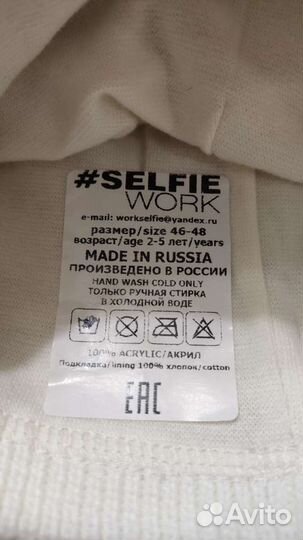 #SELFIE
WORK
e-mail: workselfie@yandex.ru
размер/size 46-48
возраст/age 2-5 лет/years
MADE IN RUSSIA
ПРОИЗВЕДЕНО В РОССИИ
HAND WASH COLD ONLY
ТОЛЬКО РУЧНАЯ СТИРКА
В ХОЛОДНОЙ ВОДЕ
100% ACRYLIC/АКРИЛ
Подкладка/lining 100% хлопок/cotton
EAC
Avito